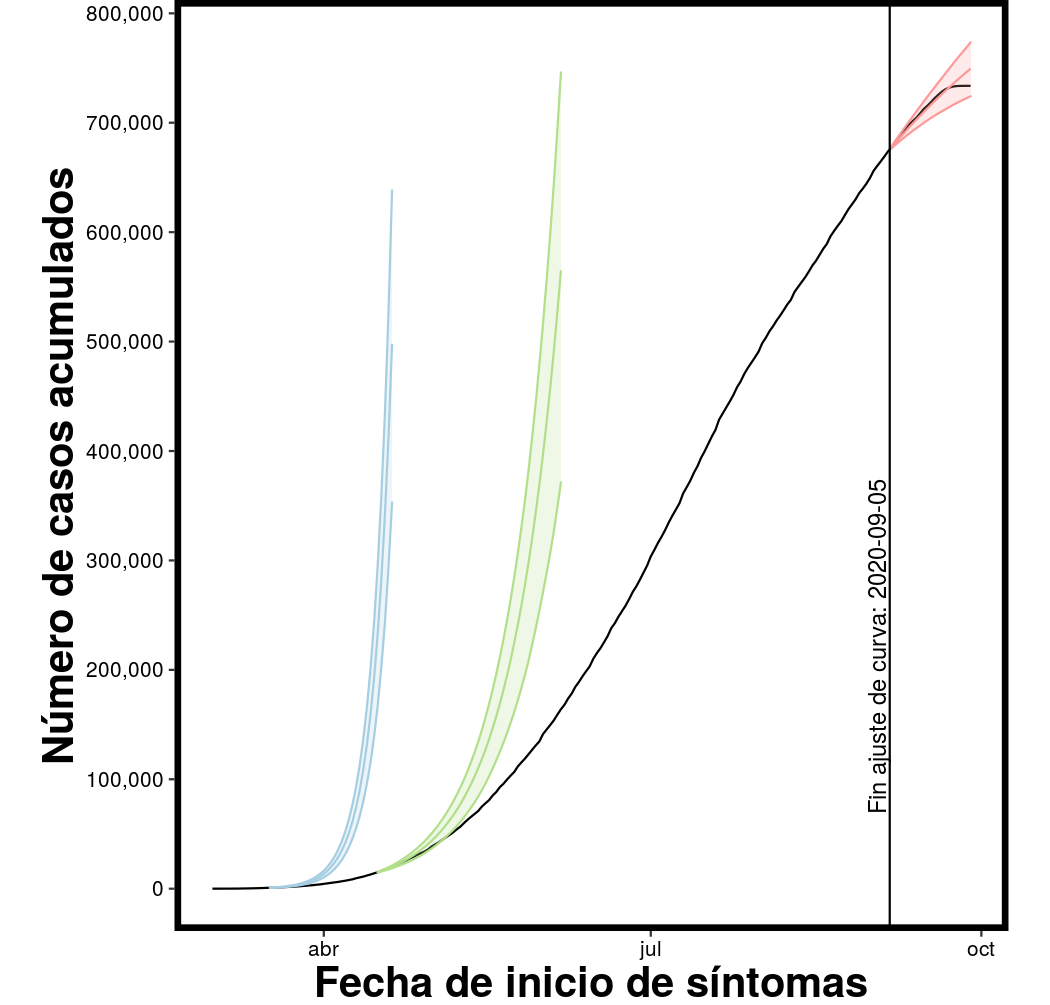 800,000
700,000
600,000
500,000
400,000
300,000
200,000
100,000
0
Número de casos acumulados
Fin ajuste de curva: 2020-09-05
abr
jul
oct
Fecha de inicio de síntomas